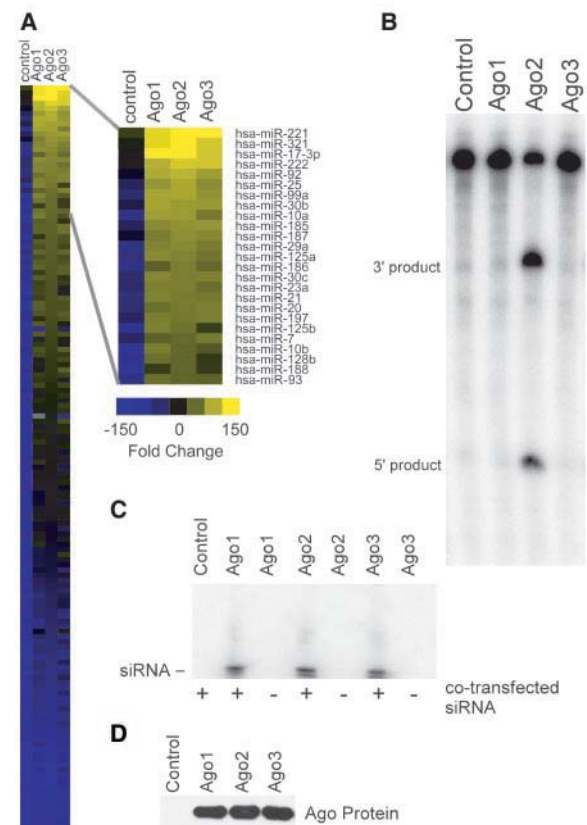 A
control
Ago1
Ago2
Ago3
control
Ago1
Ago2
Ago3
hsa-miR-221
hsa-miR-321
hsa-miR-17-3p
hsa-miR-222
hsa-miR-92
hsa-miR-25
hsa-miR-99a
hsa-miR-30b
hsa-miR-10a
hsa-miR-185
hsa-miR-187
hsa-miR-29a
hsa-miR-125a
hsa-miR-186
hsa-miR-30c
hsa-miR-23a
hsa-miR-21
hsa-miR-20
hsa-miR-197
hsa-miR-125b
hsa-miR-7
hsa-miR-10b
hsa-miR-128b
hsa-miR-188
hsa-miR-93
-150 0 150
Fold Change
B
Control
Ago1
Ago2
Ago3
3' product
5' product
C
Control
Ago1
Ago1
Ago2
Ago2
Ago3
Ago3
siRNA –
+ + - + - + -
co-transfected
siRNA
D
Control
Ago1
Ago2
Ago3
Ago Protein